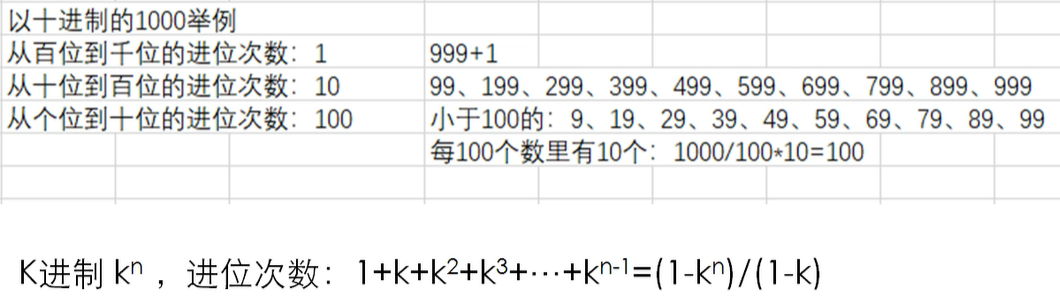 以十进制的1000举例
从百位到千位的进位次数：1 999+1
从十位到百位的进位次数：10 99、199、299、399、499、599、699、799、899、999
从个位到十位的进位次数：100 小于100的：9、19、29、39、49、59、69、79、89、99
每100个数里有10个：1000/100*10=100
K进制 kⁿ ，进位次数：1+k+k²+k³+…+kⁿ⁻¹=(1-kⁿ)/(1-k)